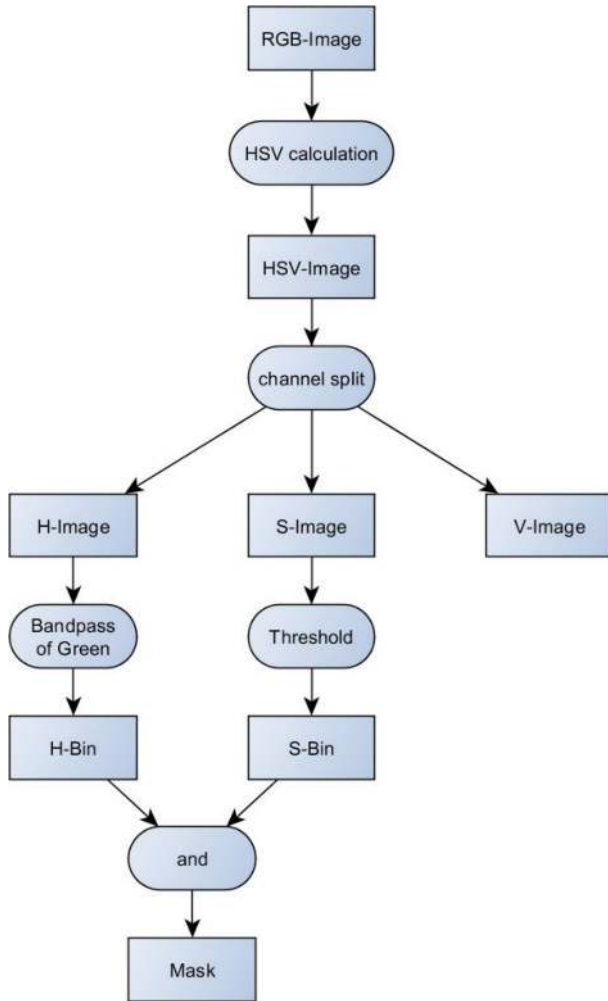 RGB-Image
HSV calculation
HSV-Image
channel split
H-Image
S-Image
V-Image
Bandpass
of Green
Threshold
H-Bin
S-Bin
and
Mask